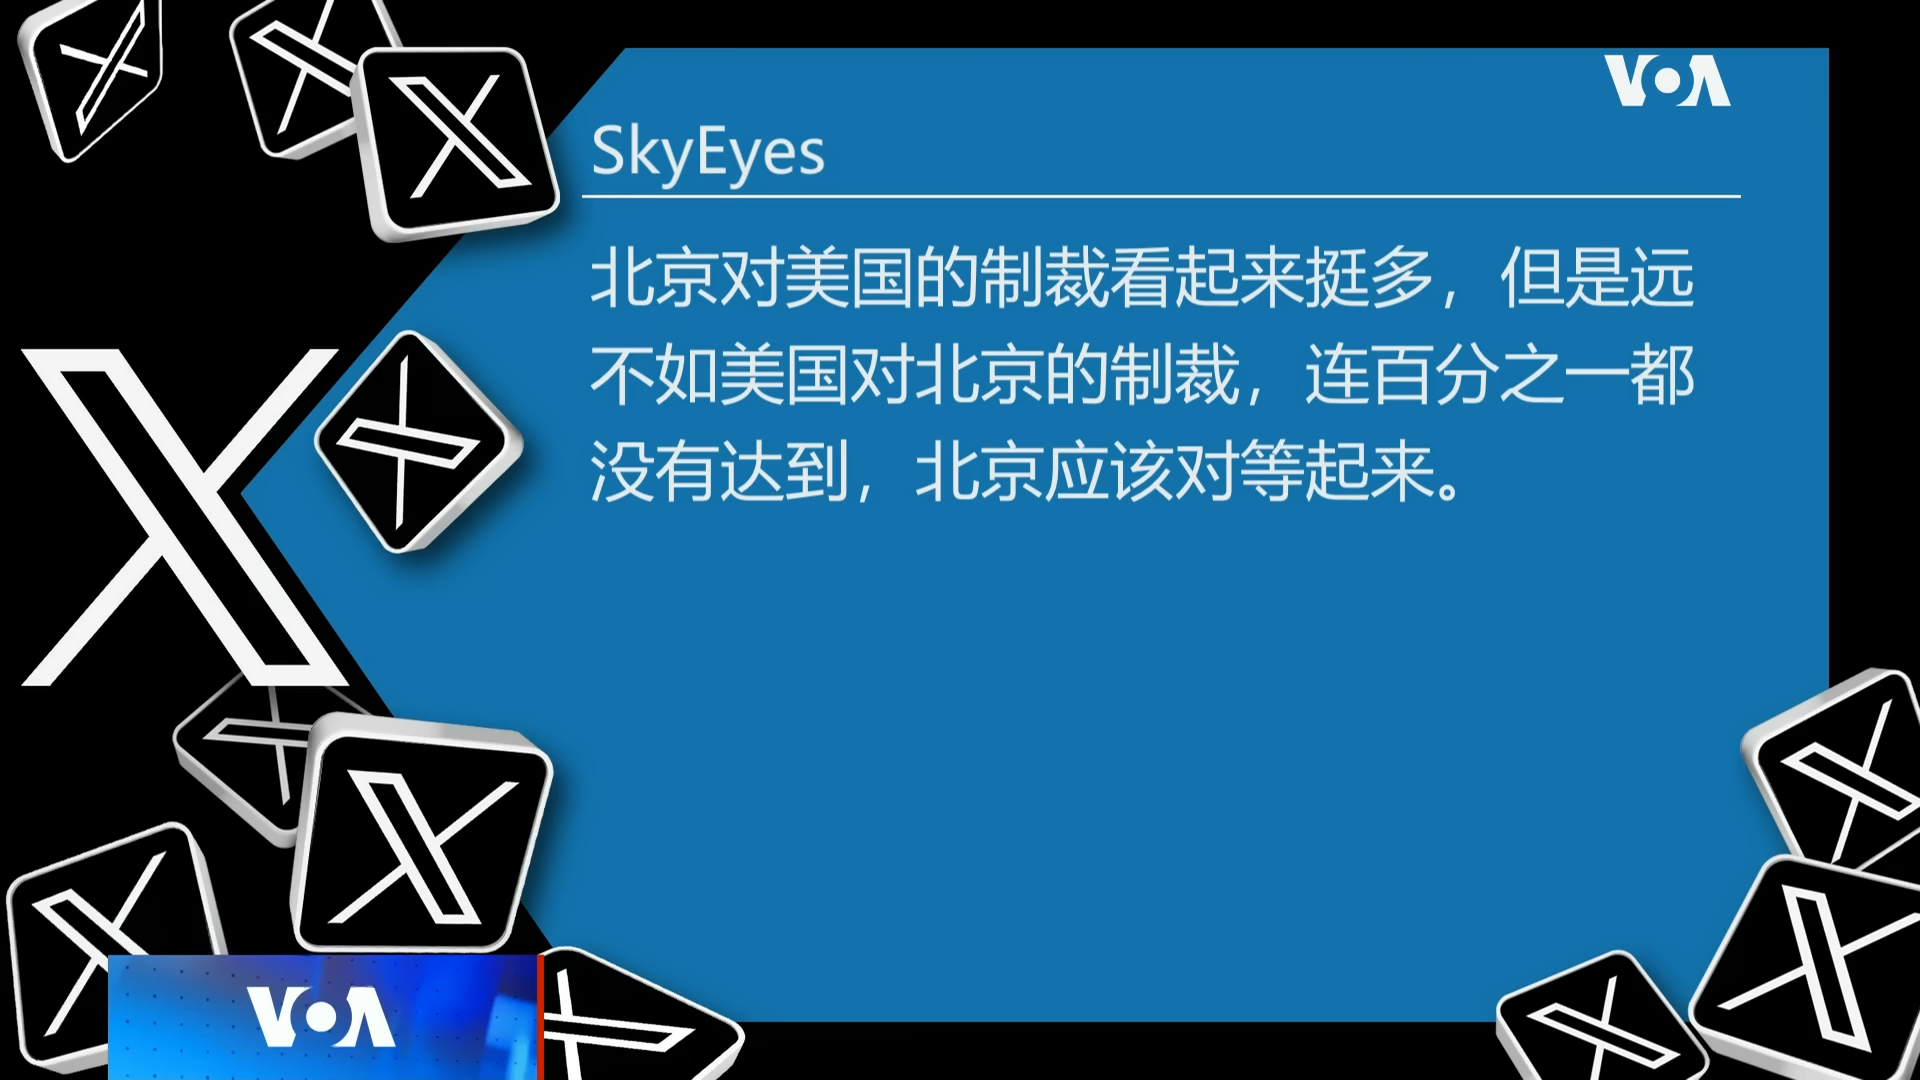 VOA
SkyEyes
北京对美国的制裁看起来挺多，但是远
不如美国对北京的制裁，连百分之一都
没有达到，北京应该对等起来。
VOA